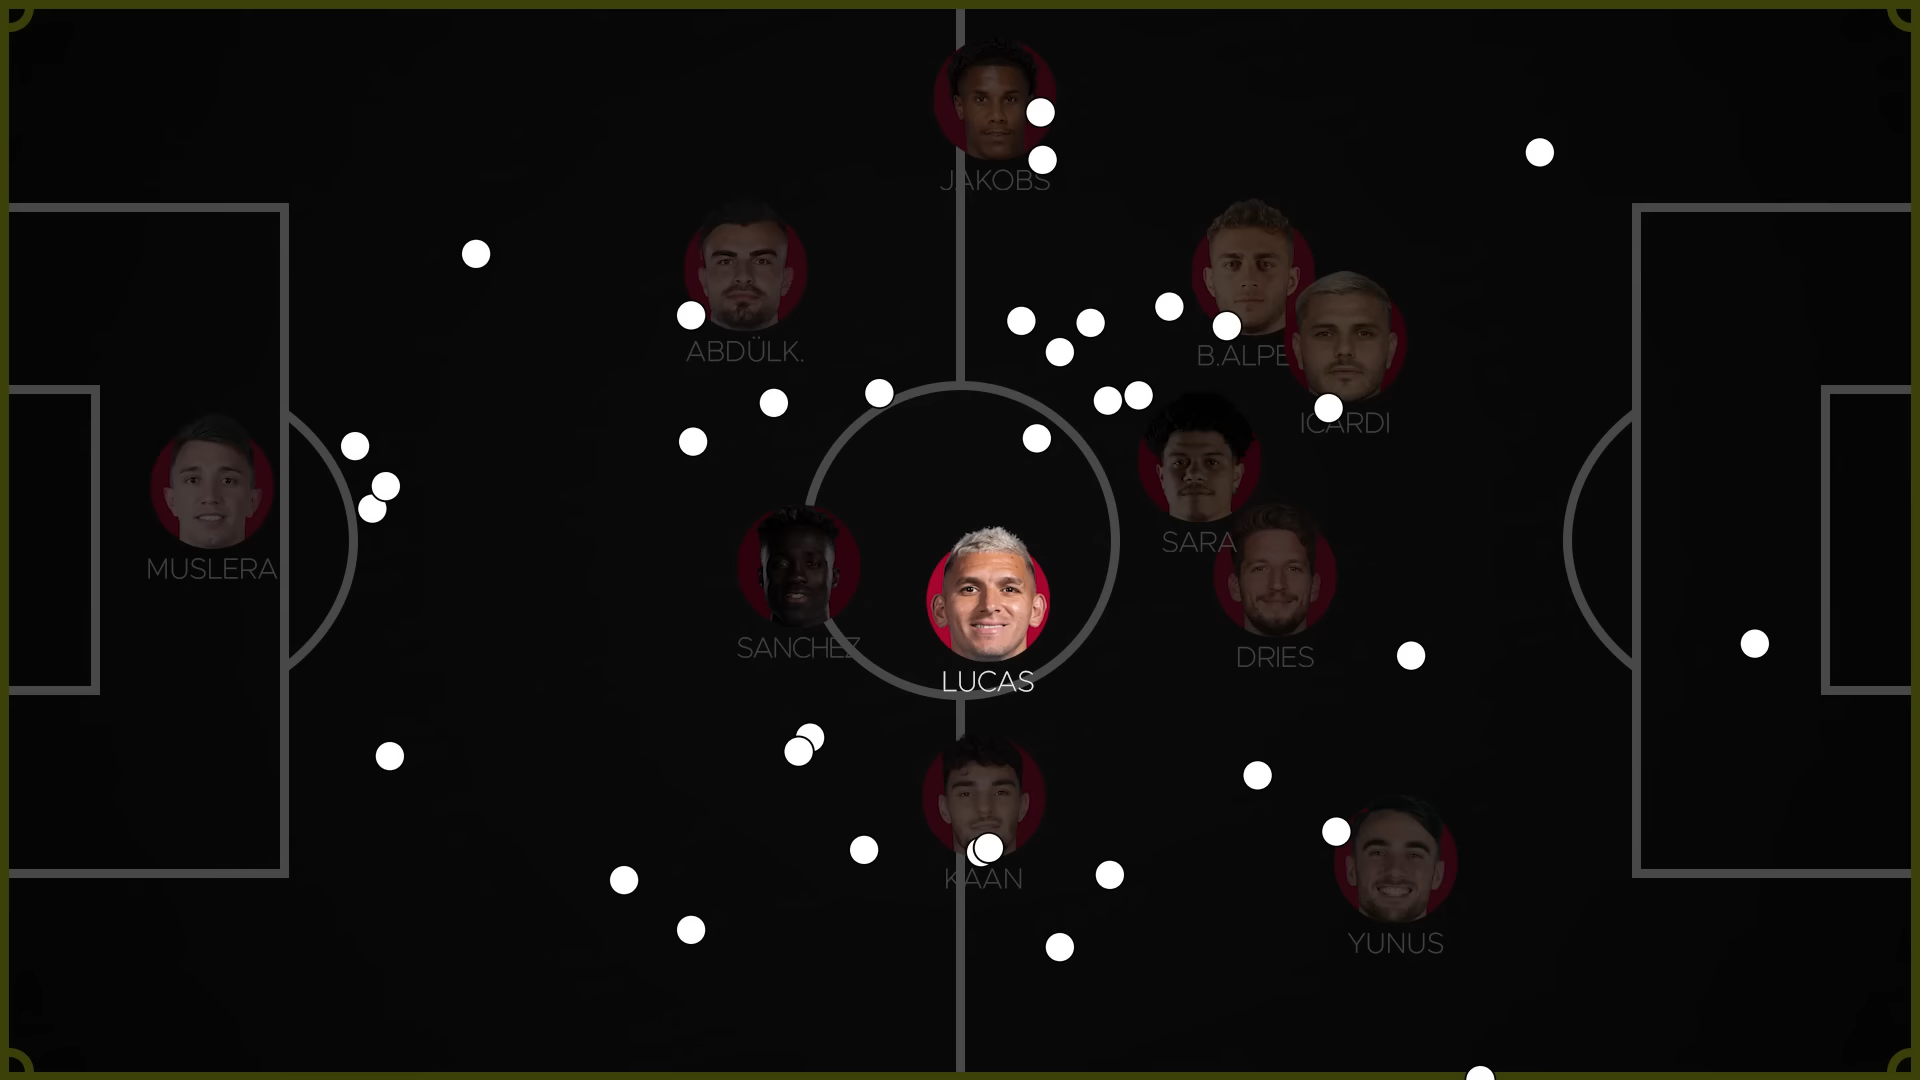 JAKOBS
ABDÜLK.
B.ALPE
ICARDI
MUSLERA
SARA
SANCHEZ
DRIES
LUCAS
KAAN
YUNUS